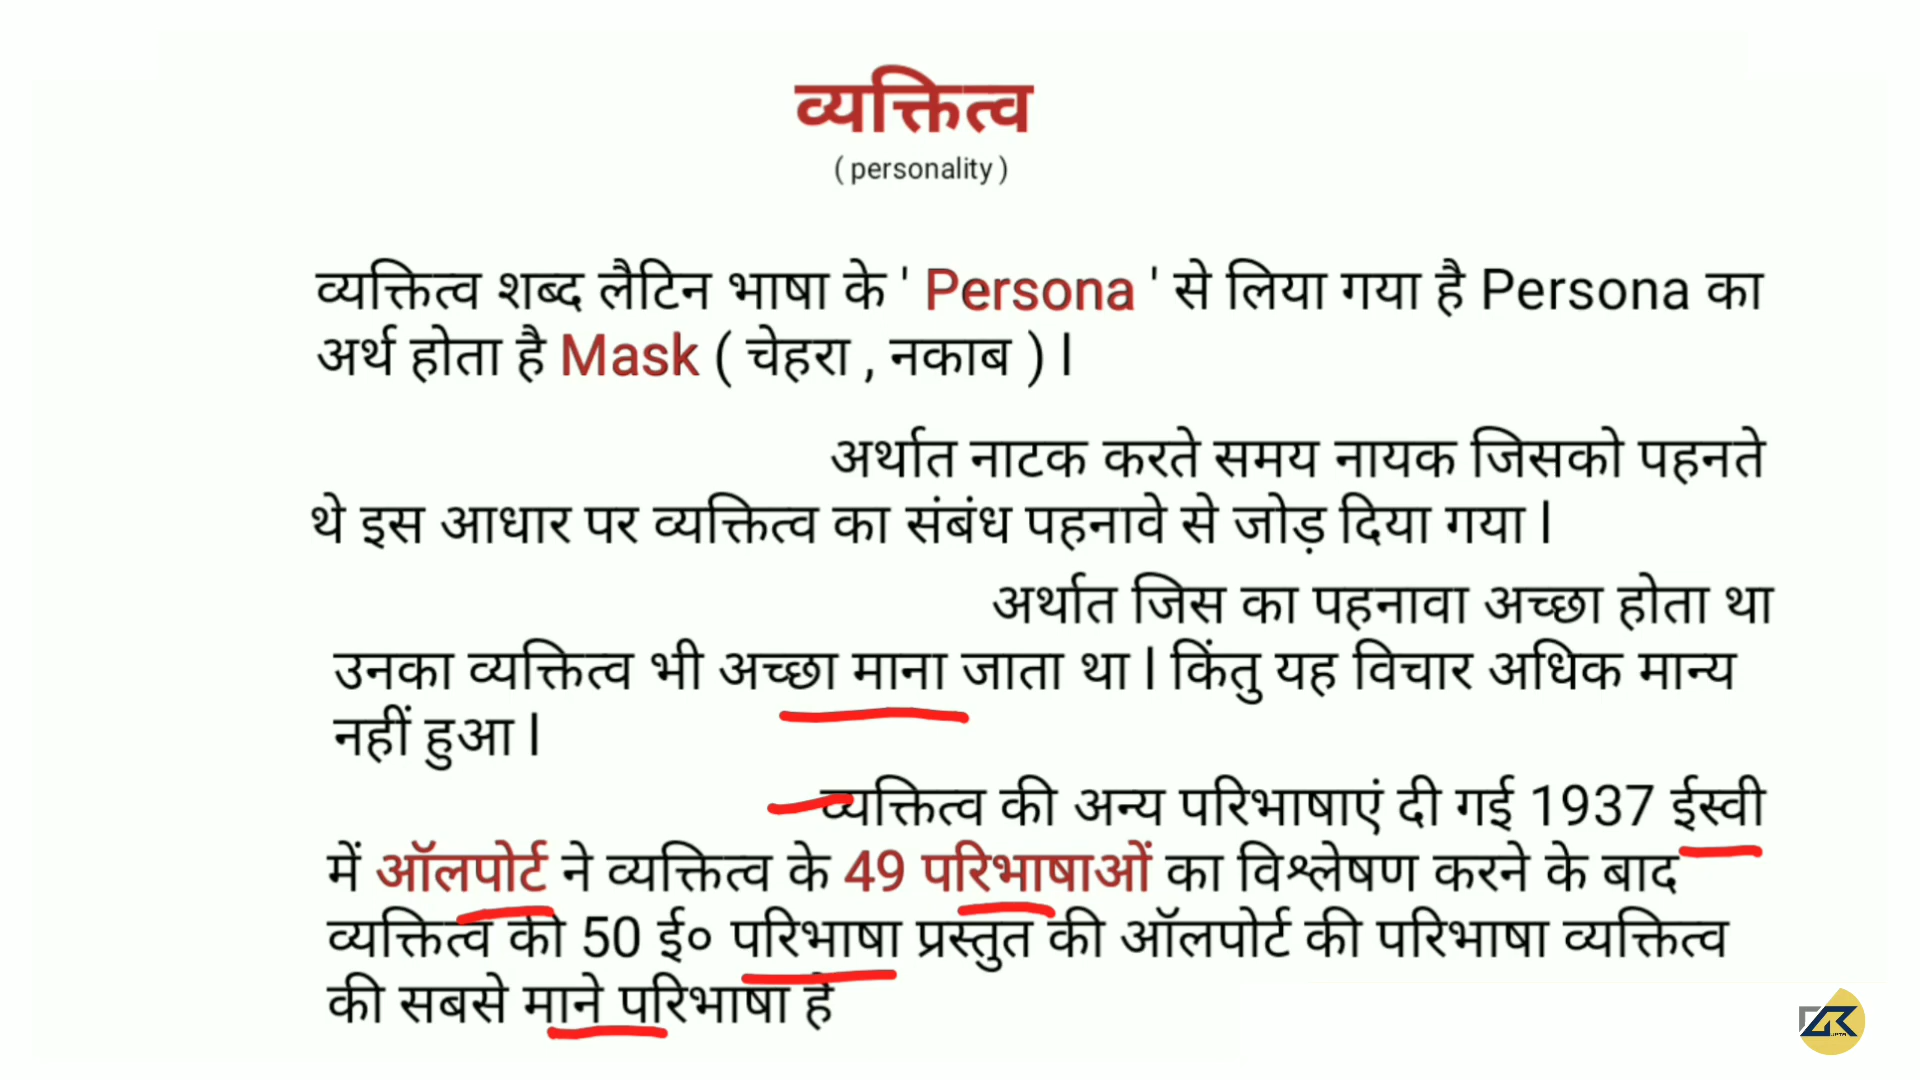 व्यक्तित्व
( personality )
व्यक्तित्व शब्द लैटिन भाषा के ' Persona ' से लिया गया है Persona का
अर्थ होता है Mask ( चेहरा , नकाब ) l
अर्थात नाटक करते समय नायक जिसको पहनते
थे इस आधार पर व्यक्तित्व का संबंध पहनावे से जोड़ दिया गया l
अर्थात जिस का पहनावा अच्छा होता था
उनका व्यक्तित्व भी अच्छा माना जाता था l किंतु यह विचार अधिक मान्य
नहीं हुआ l
व्यक्तित्व की अन्य परिभाषाएं दी गई 1937 ईस्वी
में ऑलपोर्ट ने व्यक्तित्व के 49 परिभाषाओं का विश्लेषण करने के बाद
व्यक्तित्व की 50 ई० परिभाषा प्रस्तुत की ऑलपोर्ट की परिभाषा व्यक्तित्व
की सबसे माने परिभाषा है